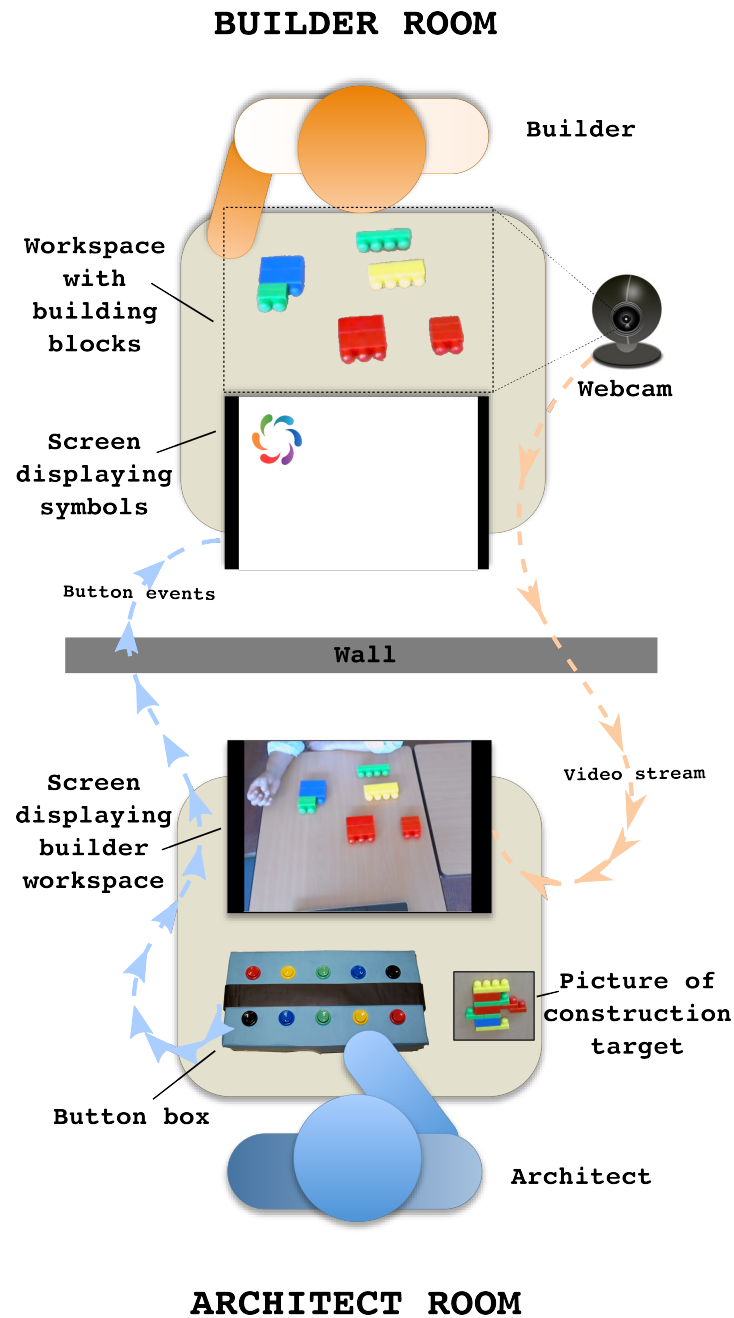 BUILDER ROOM
Builder
Workspace
with
building
blocks
Webcam
Screen
displaying
symbols
Button events
Wall
Video stream
Screen
displaying
builder
workspace
Picture of
construction
target
Button box
Architect
ARCHITECT ROOM